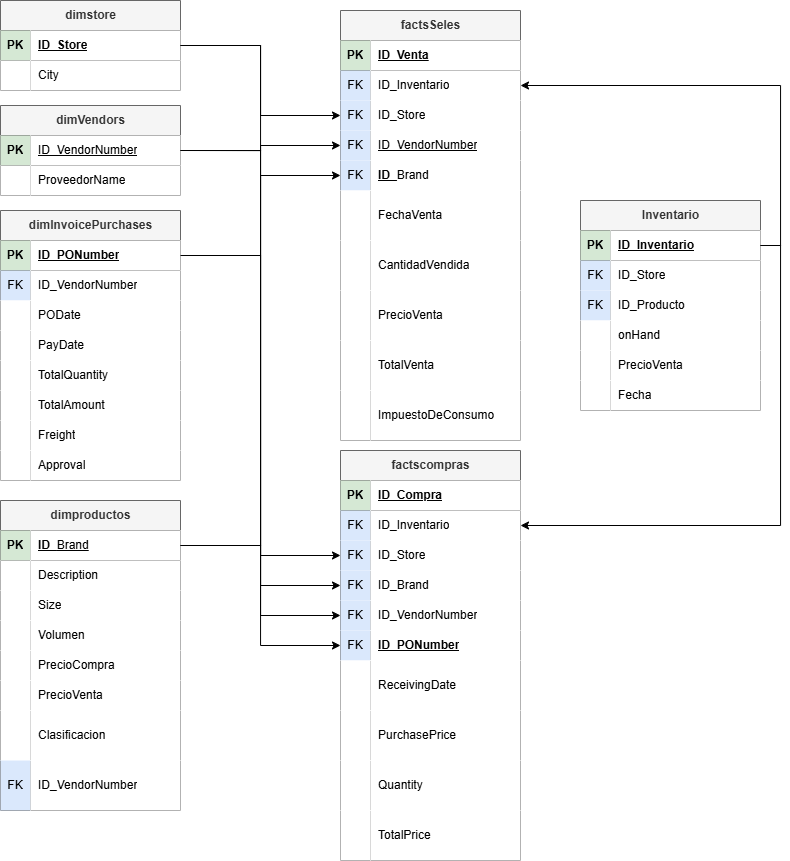 dimstore
PK ID_Store
City
dimVendors
PK ID_VendorNumber
ProveedorName
dimInvoicePurchases
PK ID_PONumber
FK ID_VendorNumber
PODate
PayDate
TotalQuantity
TotalAmount
Freight
Approval
dimproductos
PK ID_Brand
Description
Size
Volumen
PrecioCompra
PrecioVenta
Clasificacion
FK ID_VendorNumber
factsSeles
PK ID_Venta
FK ID_Inventario
FK ID_Store
FK ID_VendorNumber
FK ID_Brand
FechaVenta
CantidadVendida
PrecioVenta
TotalVenta
ImpuestoDeConsumo
factscompras
PK ID_Compra
FK ID_Inventario
FK ID_Store
FK ID_Brand
FK ID_VendorNumber
FK ID_PONumber
ReceivingDate
PurchasePrice
Quantity
TotalPrice
Inventario
PK ID_Inventario
FK ID_Store
FK ID_Producto
onHand
PrecioVenta
Fecha